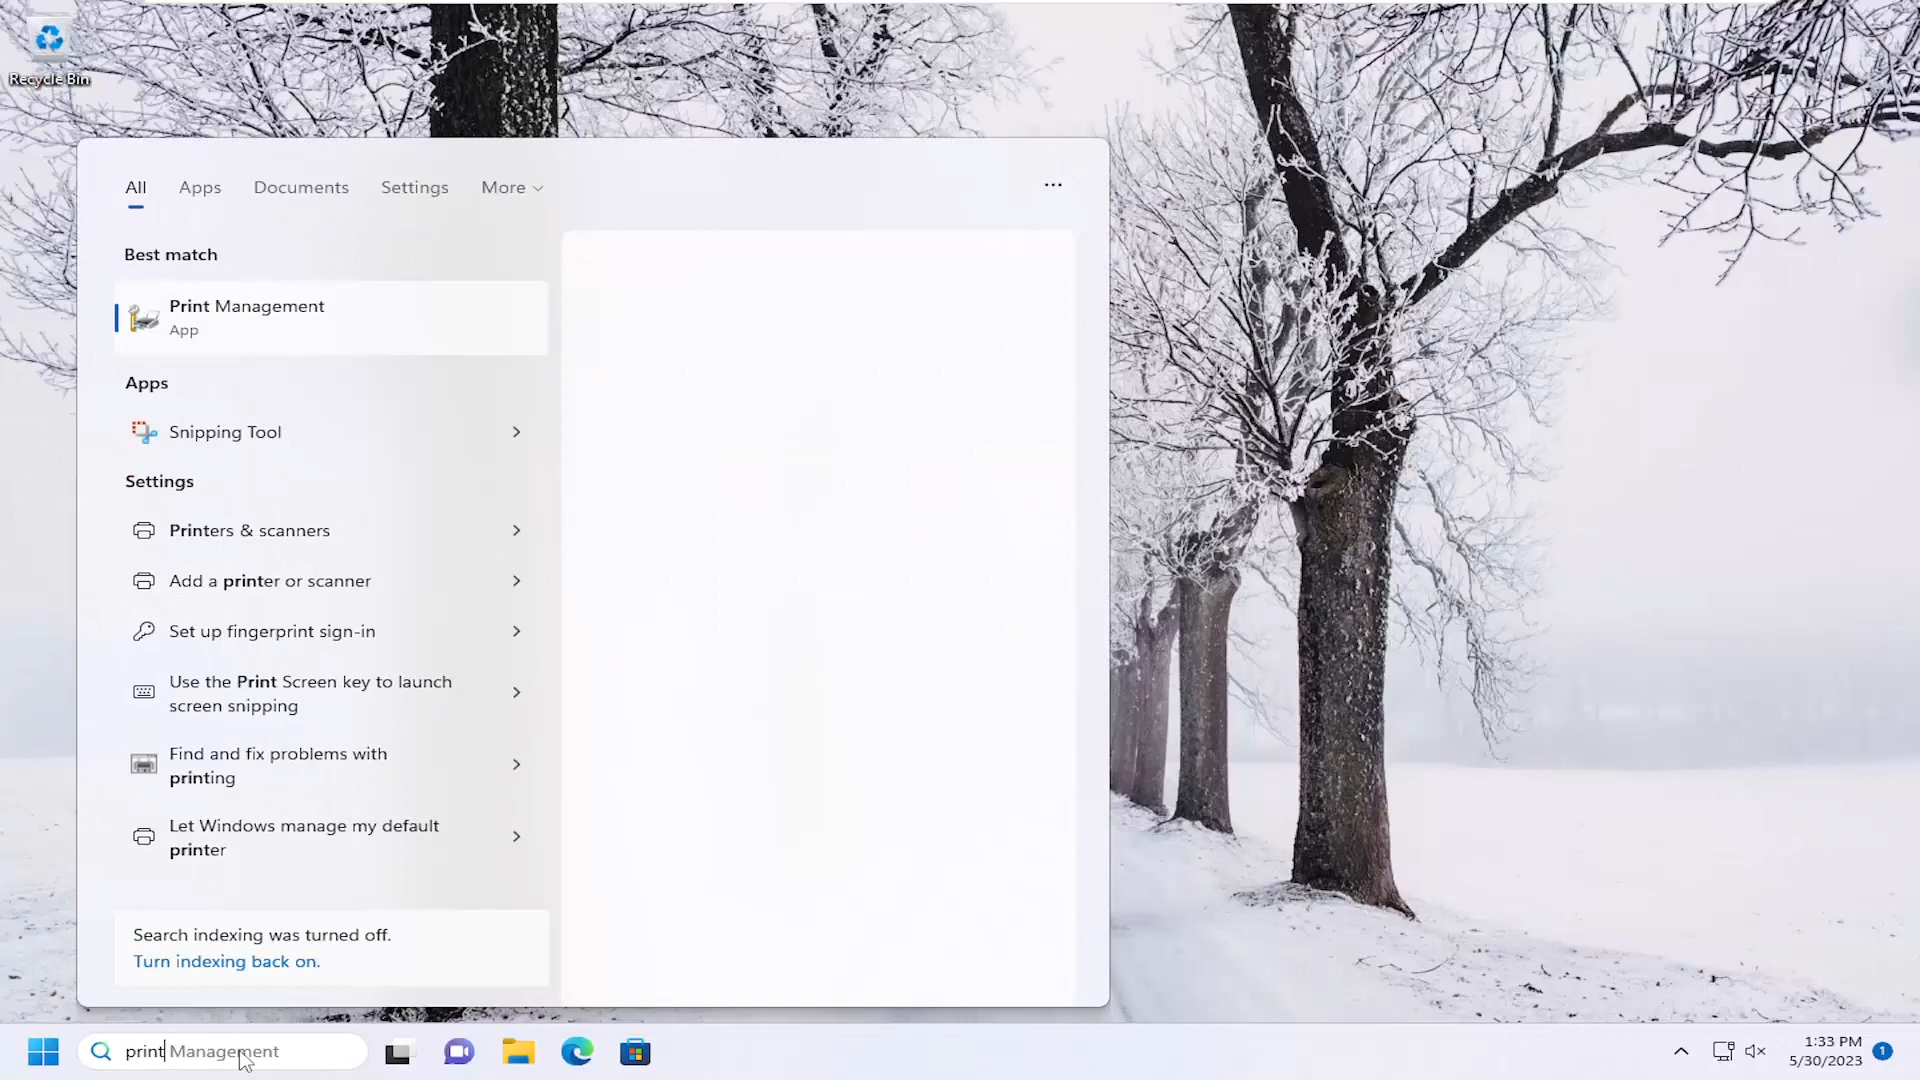 Recycle Bin
All Apps Documents Settings More ...
Best match
Print Management
App
Apps
Snipping Tool
Settings
Printers & scanners
Add a printer or scanner
Set up fingerprint sign-in
Use the Print Screen key to launch
screen snipping
Find and fix problems with
printing
Let Windows manage my default
printer
Search indexing was turned off.
Turn indexing back on.
print Management
1:33 PM
5/30/2023
1